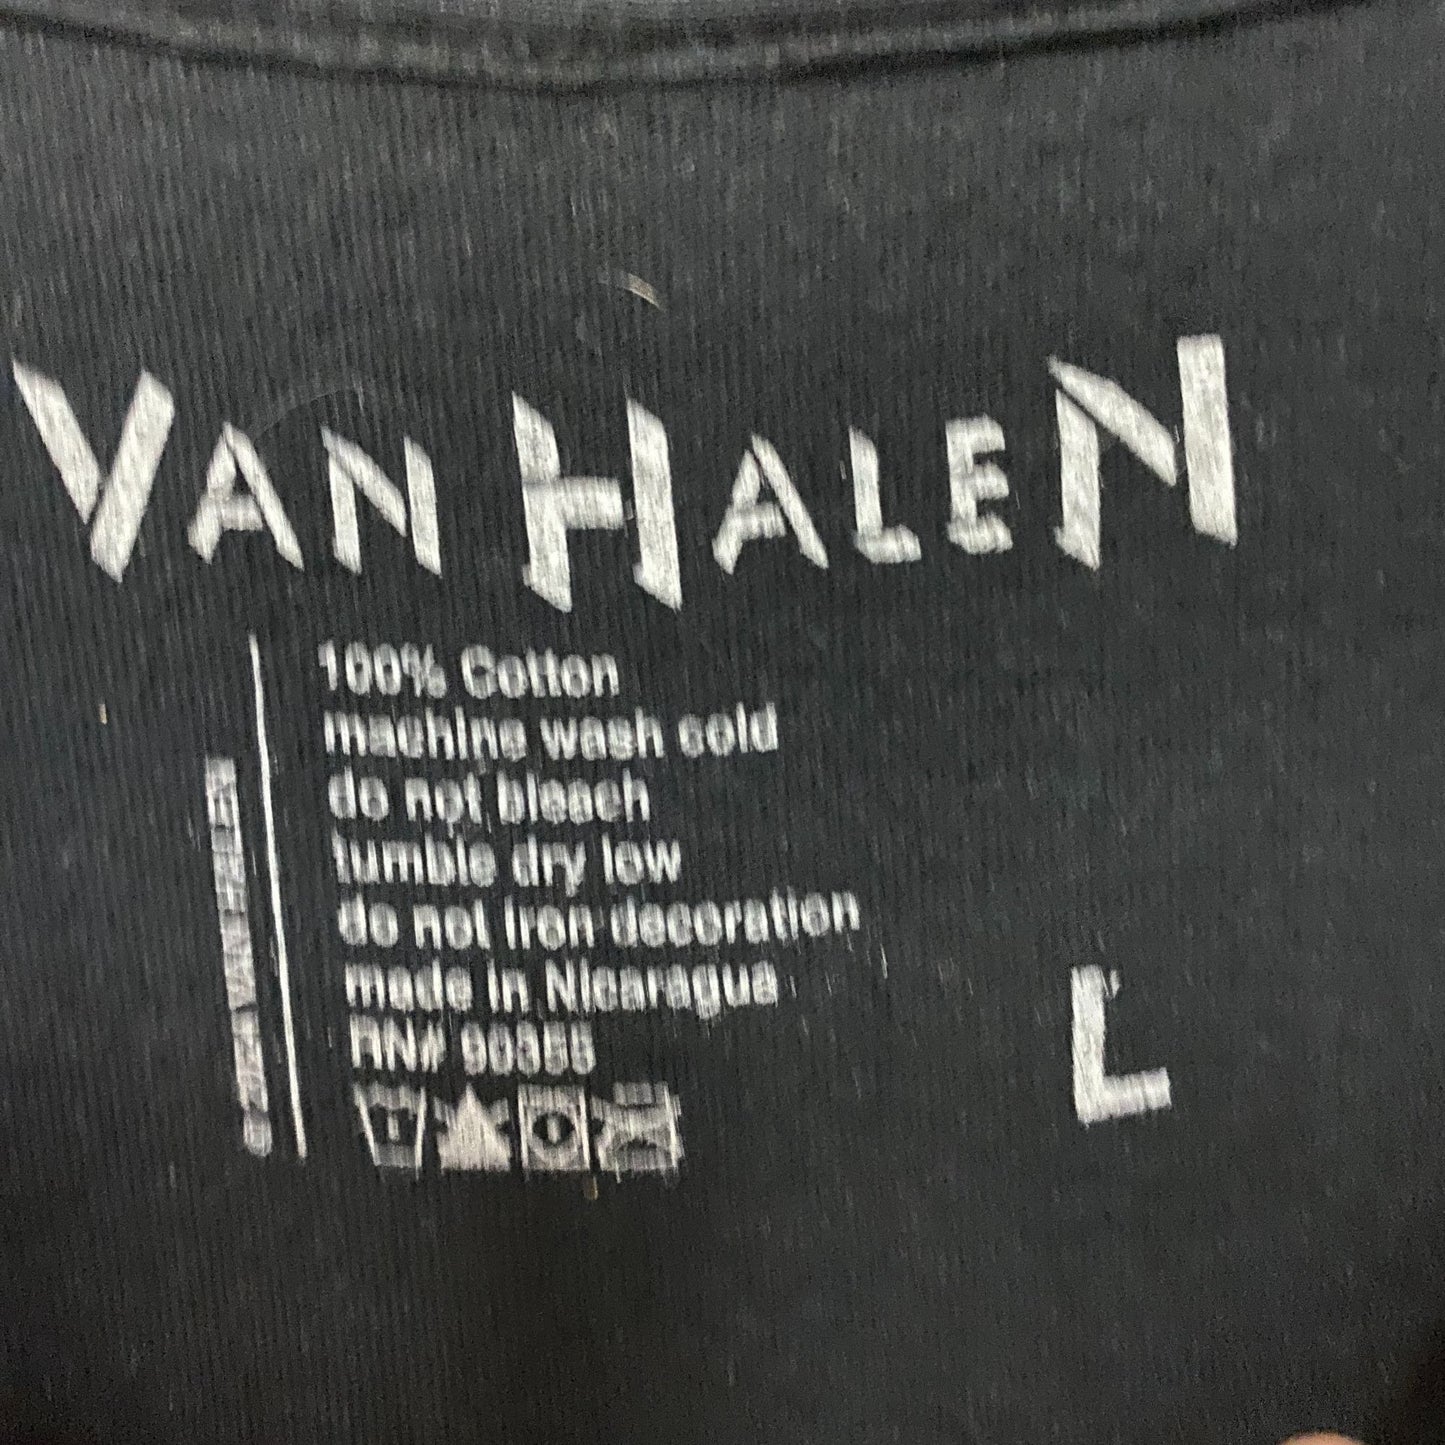 VAN HALEN
100% Cotton
machine wash cold
do not bleach
tumble dry low
do not iron decoration
made in Nicaragua
L